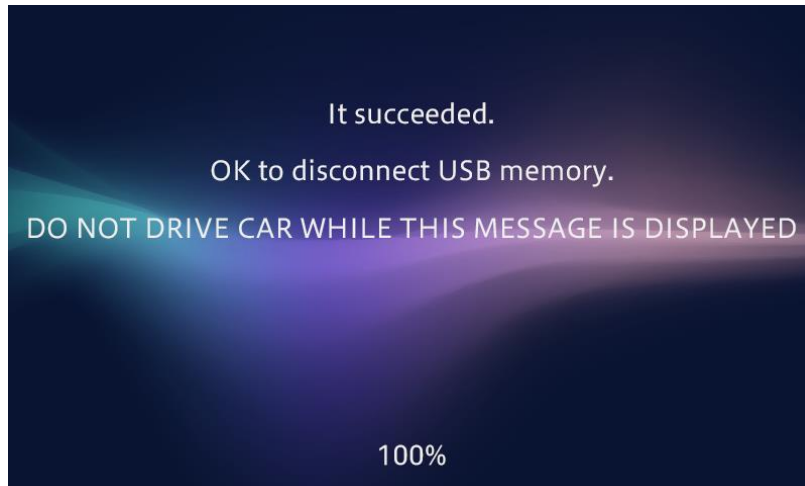 It succeeded.
OK to disconnect USB memory.
DO NOT DRIVE CAR WHILE THIS MESSAGE IS DISPLAYED
100%